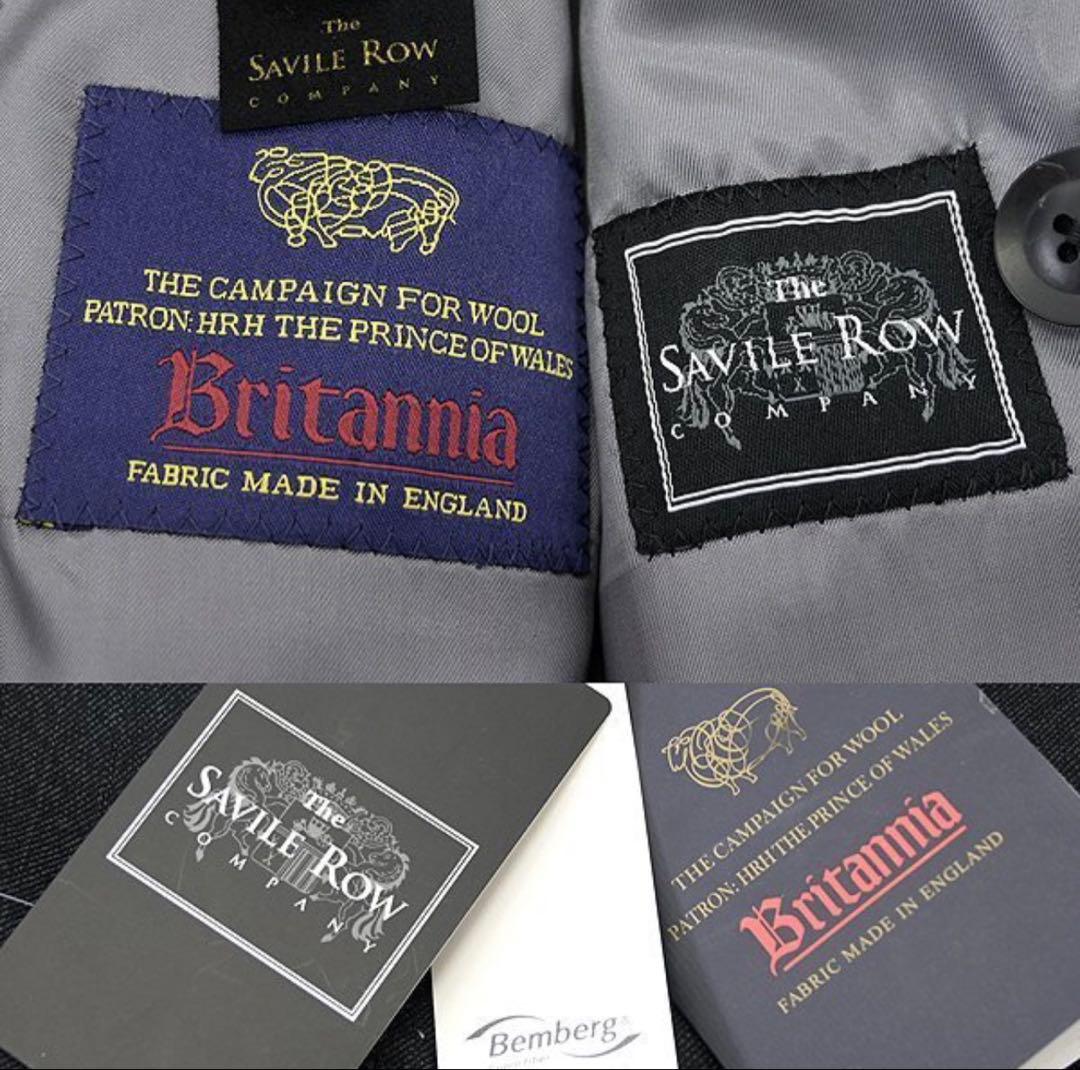 The
SAVILE ROW
COMPANY
THE CAMPAIGN FOR WOOL
PATRON: HRH THE PRINCE OF WALES
Britannia
FABRIC MADE IN ENGLAND
The
SAVILE ROW
COMPANY
The
SAVILE ROW
COMPANY
Bemberg
THE CAMPAIGN FOR WOOL
PATRON: HRH THE PRINCE OF WALES
Britannia
FABRIC MADE IN ENGLAND